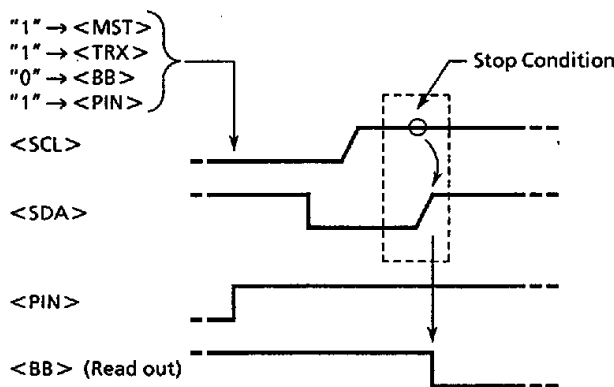 "1" → <MST>
"1" → <TRX>
"0" → <BB>
"1" → <PIN>
Stop Condition
<SCL>
<SDA>
<PIN>
<BB> (Read out)